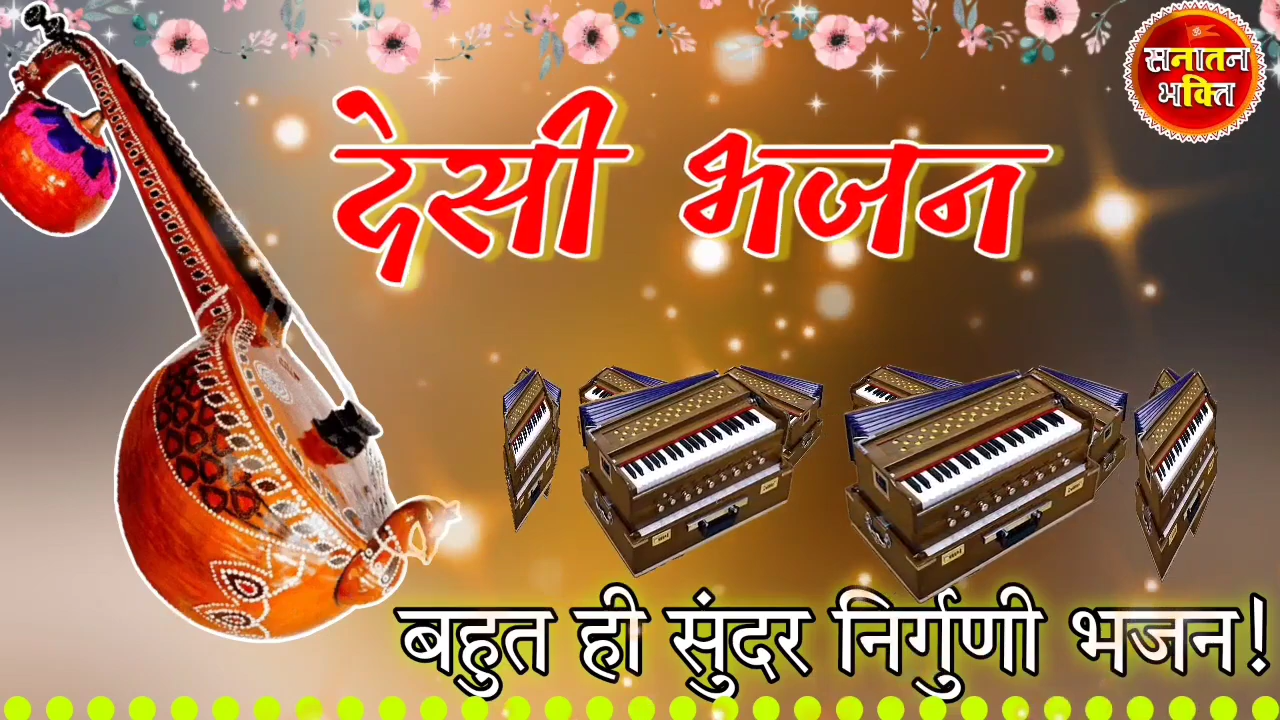 सनातन
भक्ति
देसी भजन
बहुत ही सुंदर निर्गुणी भजन!